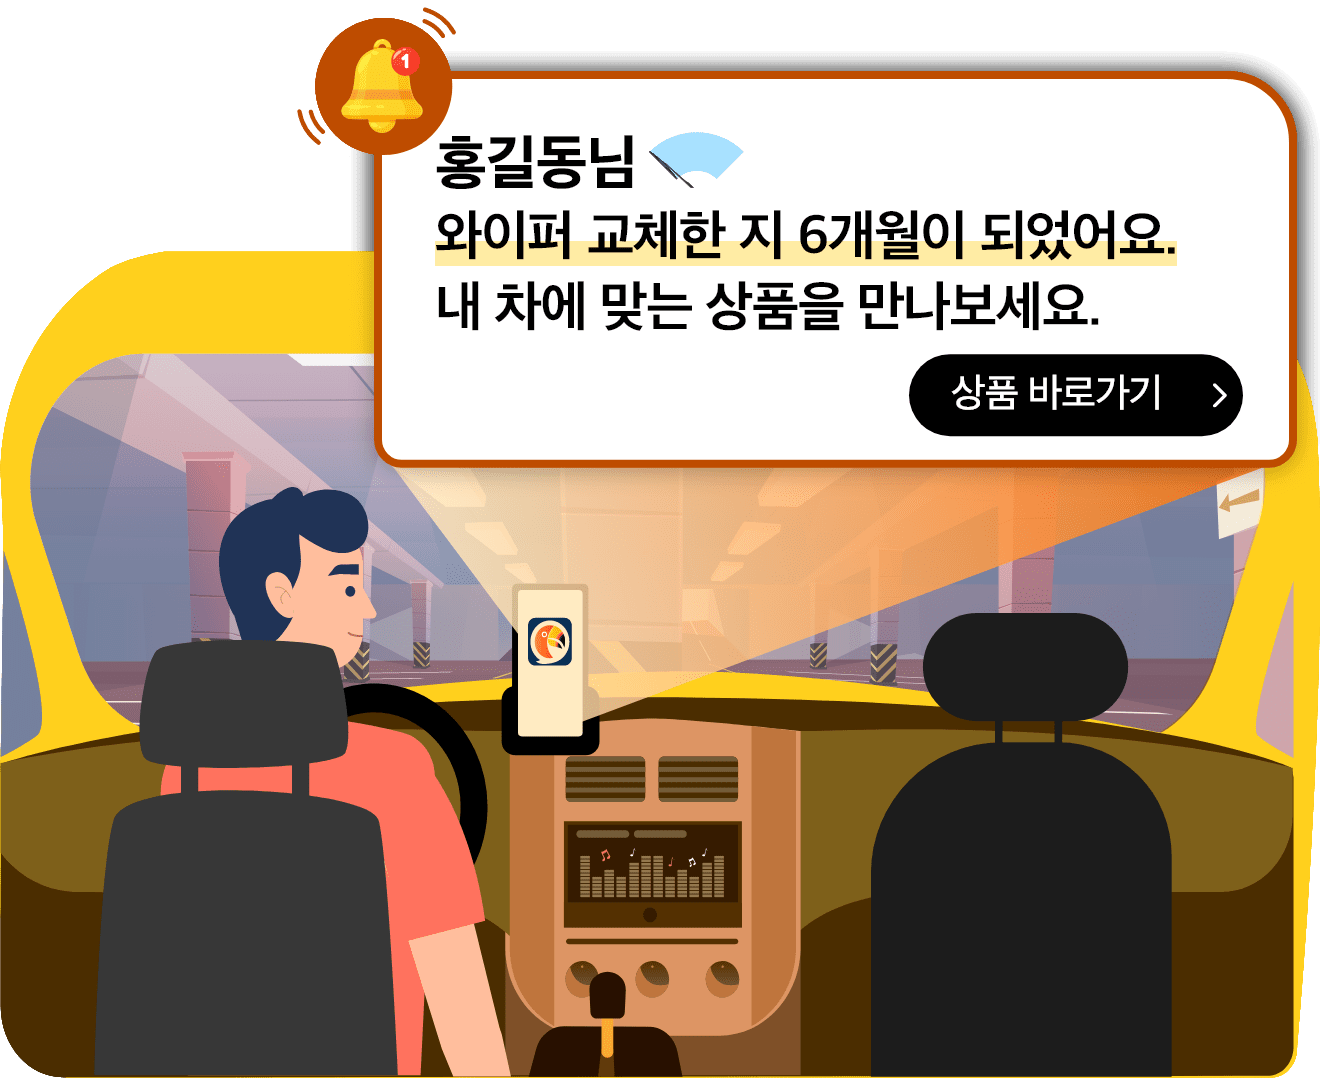 1
홍길동님
와이퍼 교체한 지 6개월이 되었어요.
내 차에 맞는 상품을 만나보세요.
상품 바로가기